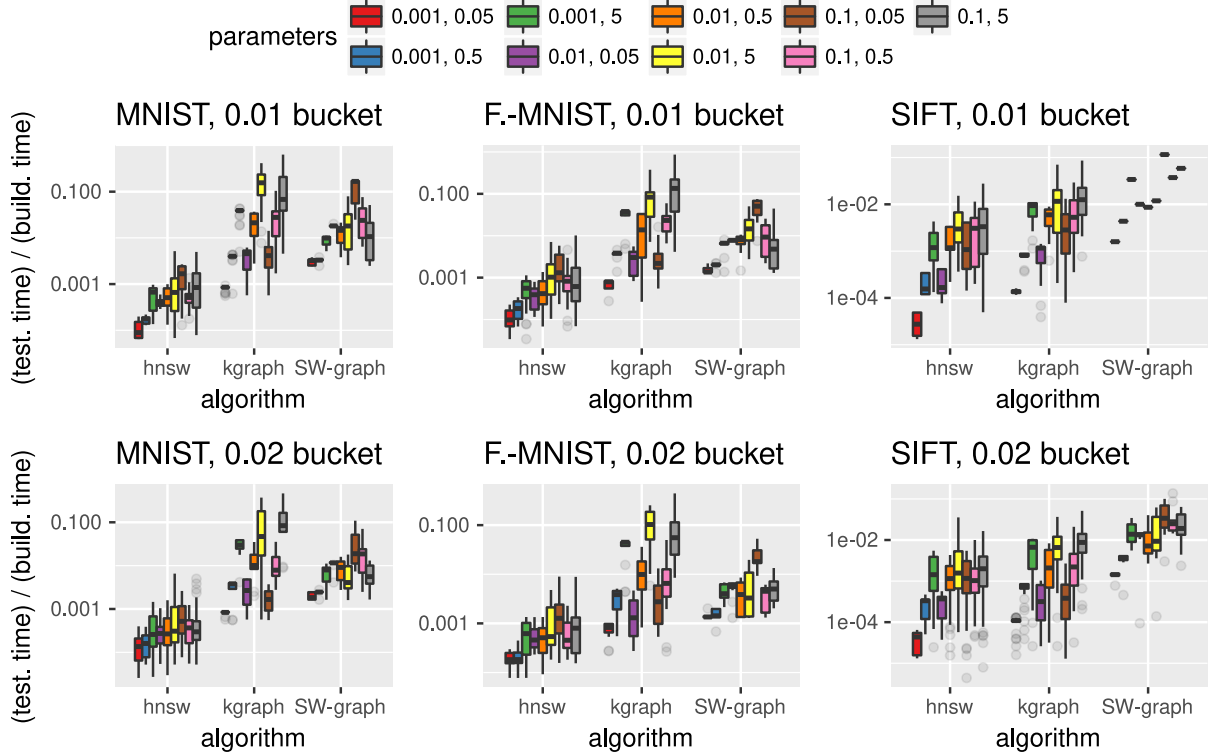 parameters
0.001, 0.05
0.001, 5
0.01, 0.5
0.1, 0.05
0.1, 5
0.001, 0.5
0.01, 0.05
0.01, 5
0.1, 0.5
MNIST, 0.01 bucket
F.-MNIST, 0.01 bucket
SIFT, 0.01 bucket
(test. time) / (build. time)
0.100
0.001
0.100
0.001
1e-02
1e-04
hnsw kgraph SW-graph
hnsw kgraph SW-graph
hnsw kgraph SW-graph
algorithm
algorithm
algorithm
MNIST, 0.02 bucket
F.-MNIST, 0.02 bucket
SIFT, 0.02 bucket
(test. time) / (build. time)
0.100
0.001
0.100
0.001
1e-02
1e-04
hnsw kgraph SW-graph
hnsw kgraph SW-graph
hnsw kgraph SW-graph
algorithm
algorithm
algorithm